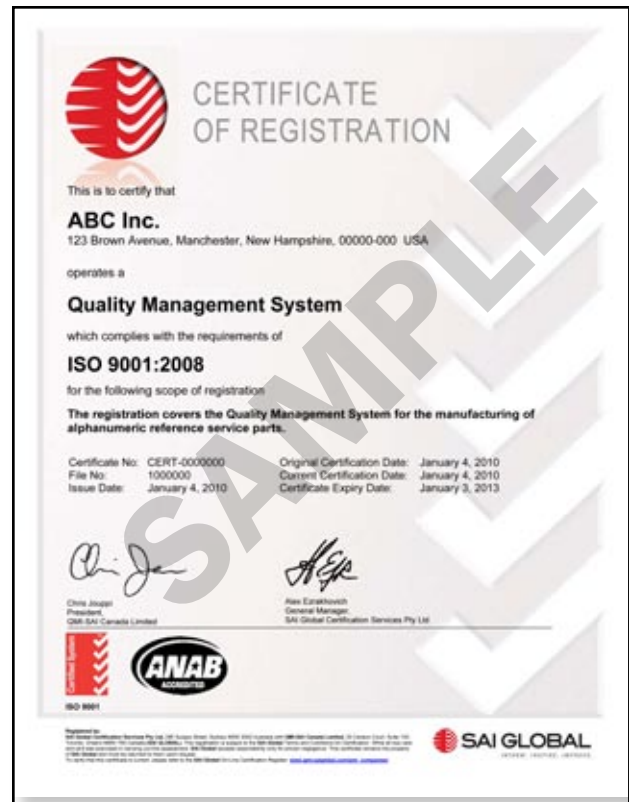 CERTIFICATE
OF REGISTRATION
This is to certify that
ABC Inc.
123 Brown Avenue, Manchester, New Hampshire, 00000-000 USA
operates a
Quality Management System
which complies with the requirements of
ISO 9001:2008
for the following scope of registration
The registration covers the Quality Management System for the manufacturing of
alphanumeric reference service parts.
Certificate No: CERT-0000000 Original Certification Date: January 4, 2010
File No: 1000000 Current Certification Date: January 4, 2010
Issue Date: January 4, 2010 Certificate Expiry Date: January 3, 2013
SAMPLE
Chris Jouppi
President,
QMI-SAI Canada Limited
Alex Ezrakhovich
General Manager,
SAI Global Certification Services Pty Ltd
Certified System
ISO 9001
ANAB
ACCREDITED
Registered by:
SAI GLOBAL